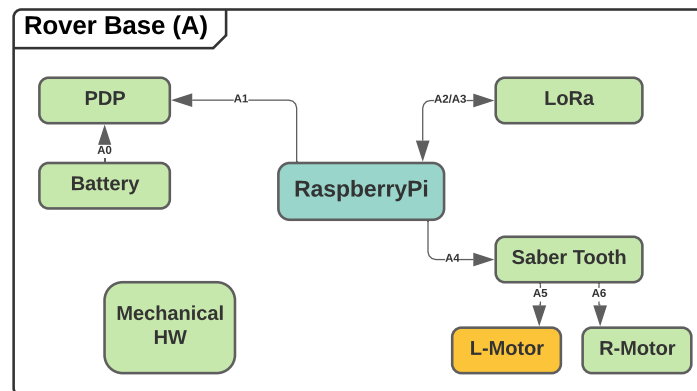 Rover Base (A)
PDP
A1
A2/A3
LoRa
A0
Battery
RaspberryPi
A4
Saber Tooth
Mechanical
HW
A5
A6
L-Motor
R-Motor